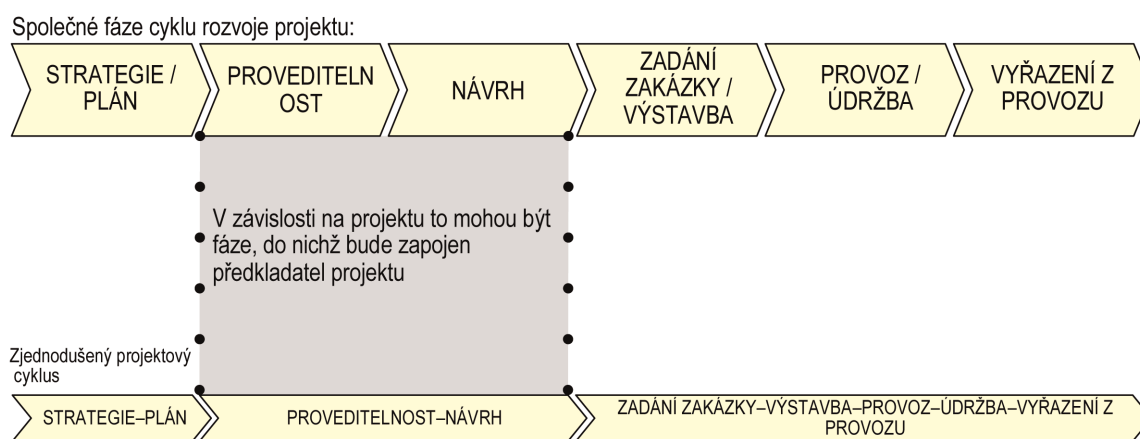 Společné fáze cyklu rozvoje projektu:
STRATEGIE /
PLÁN
PROVEDITELN
OST
NÁVRH
ZADÁNÍ
ZAKÁZKY /
VÝSTAVBA
PROVOZ /
ÚDRŽBA
VYŘAZENÍ Z
PROVOZU
V závislosti na projektu to mohou být
fáze, do nichž bude zapojen
předkladatel projektu
Zjednodušený projektový
cyklus
STRATEGIE–PLÁN
PROVEDITELNOST–NÁVRH
ZADÁNÍ ZAKÁZKY–VÝSTAVBA–PROVOZ–ÚDRŽBA–VYŘAZENÍ Z
PROVOZU